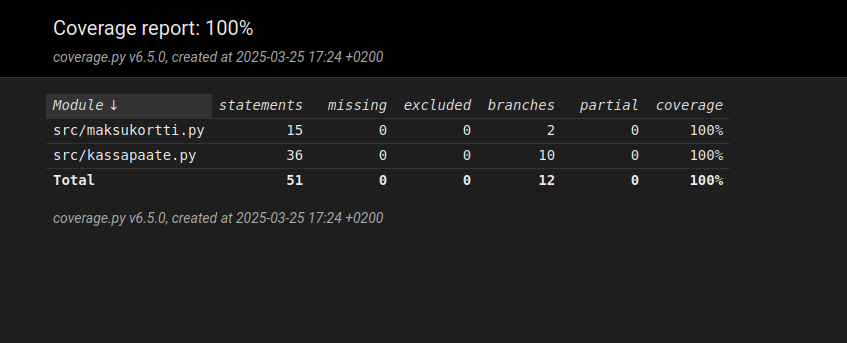 Coverage report: 100%
coverage.py v6.5.0, created at 2025-03-25 17:24 +0200
Module ↓ statements missing excluded branches partial coverage
src/maksukortti.py 15 0 0 2 0 100%
src/kassapaate.py 36 0 0 10 0 100%
Total 51 0 0 12 0 100%
coverage.py v6.5.0, created at 2025-03-25 17:24 +0200